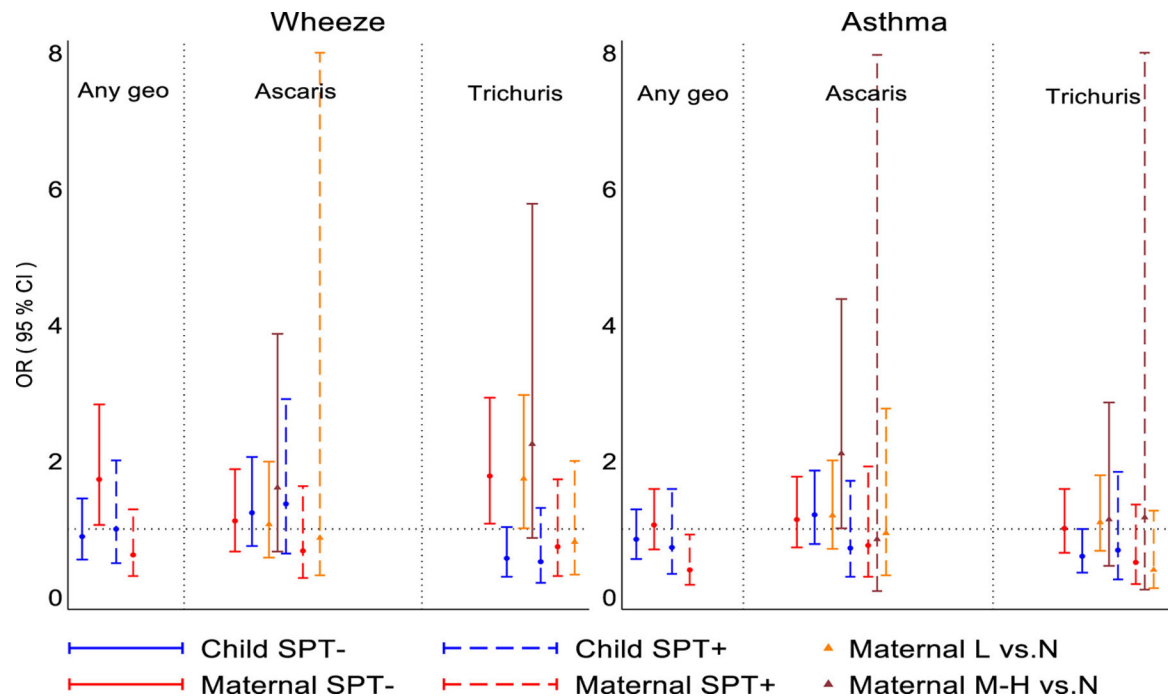 Wheeze
Asthma
8
Any geo
Ascaris
Trichuris
6
4
2
0
OR ( 95 % CI )
8
Any geo
Ascaris
Trichuris
6
4
2
0
Child SPT-
Child SPT+
Maternal L vs.N
Maternal SPT-
Maternal SPT+
Maternal M-H vs.N